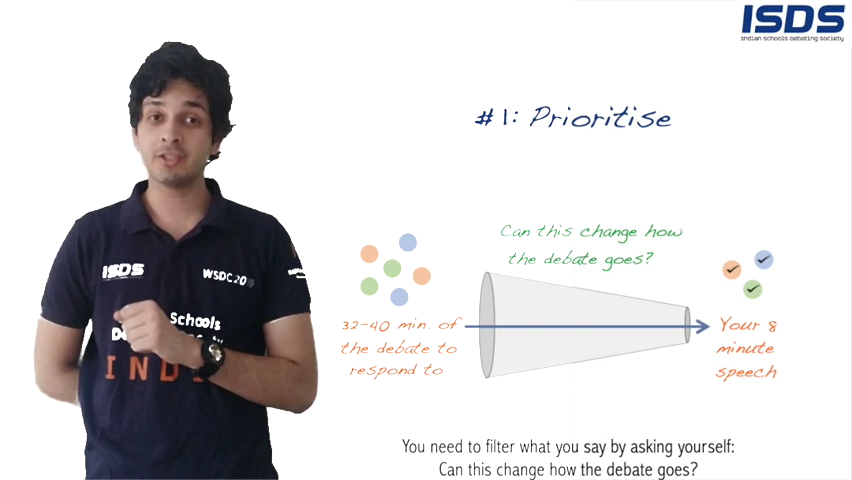 ISDS
indian schools debating society
#1: Prioritise
Can this change how
the debate goes?
32-40 min. of
the debate to
respond to
Your 8
minute
speech
ISDS
WSDC 20
Schools
INDI
You need to filter what you say by asking yourself:
Can this change how the debate goes?